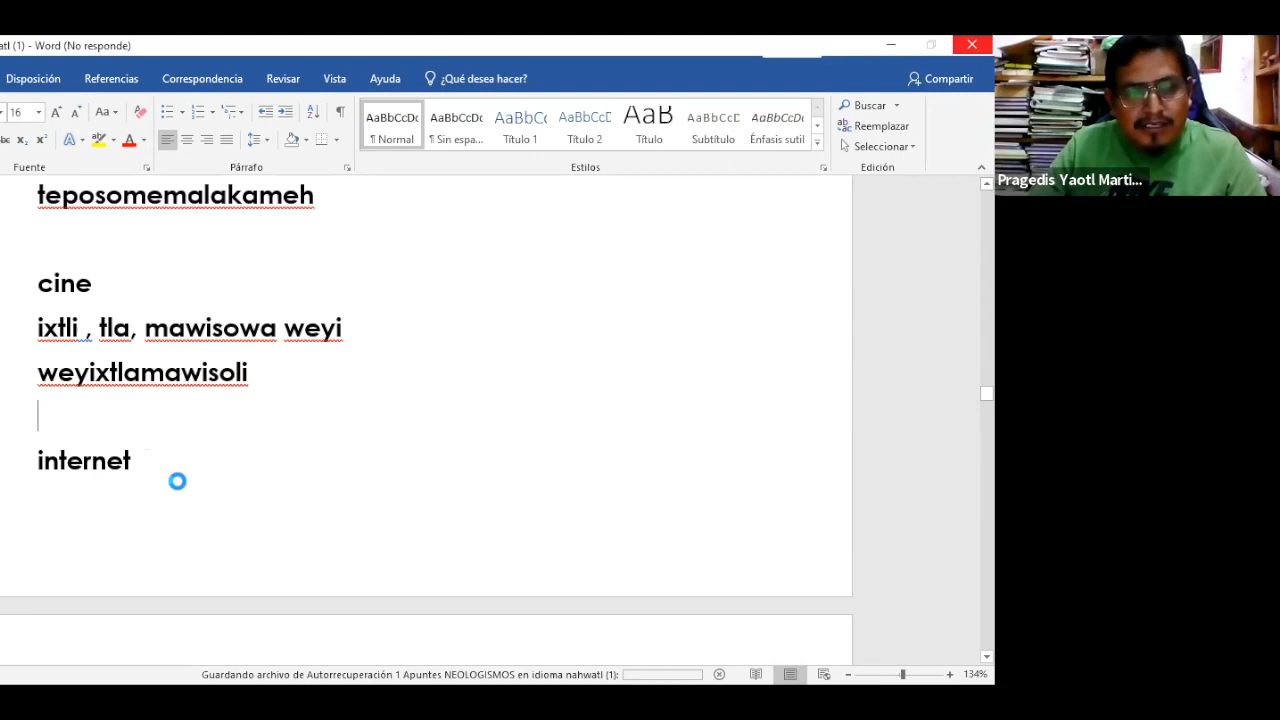 atl (1) - Word (No responde)
Disposición Referencias Correspondencia Revisar Vista Ayuda ¿Qué desea hacer? Compartir
16 Aa AaBbCcDc AaBbCcDc AaBbCc AaBbCcC AaB AaBbCcD AaBbCcDc Buscar
¶ Normal ¶ Sin espa... Título 1 Título 2 Título Subtítulo Énfasis sutil Reemplazar
Seleccionar
Fuente Párrafo Estilos Edición
Pragedis Yaotl Marti...
teposomemalakameh
cine
ixtli , tla, mawisowa weyi
weyixtlamawisoli
internet
Guardando archivo de Autorrecuperación 1 Apuntes NEOLOGISMOS en idioma nahwatl (1): 134%